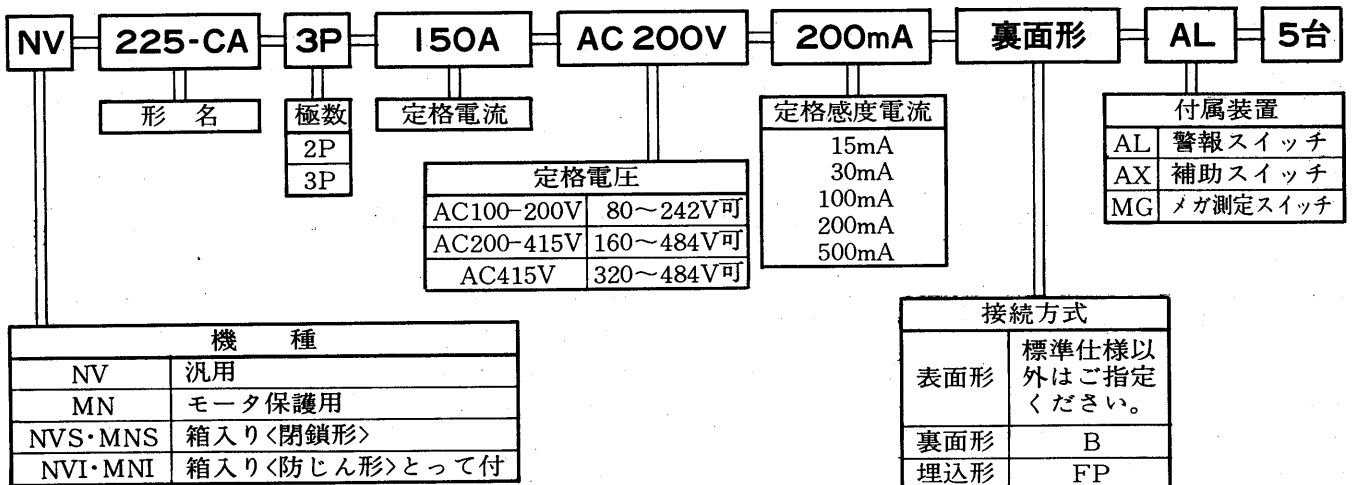 NV 225-CA 3P 150A AC 200V 200mA 裏面形 AL 5台
形 名
極数
2P
3P
定格電流
定格電圧
AC100-200V 80～242V可
AC200-415V 160～484V可
AC415V 320～484V可
定格感度電流
15mA
30mA
100mA
200mA
500mA
付属装置
AL 警報スイッチ
AX 補助スイッチ
MG メガ測定スイッチ
機 種
NV 汎用
MN モータ保護用
NVS・MNS 箱入り<閉鎖形>
NVI・MNI 箱入り<防じん形>とって付
接続方式
表面形 標準仕様以
外はご指定
ください。
裏面形 B
埋込形 FP